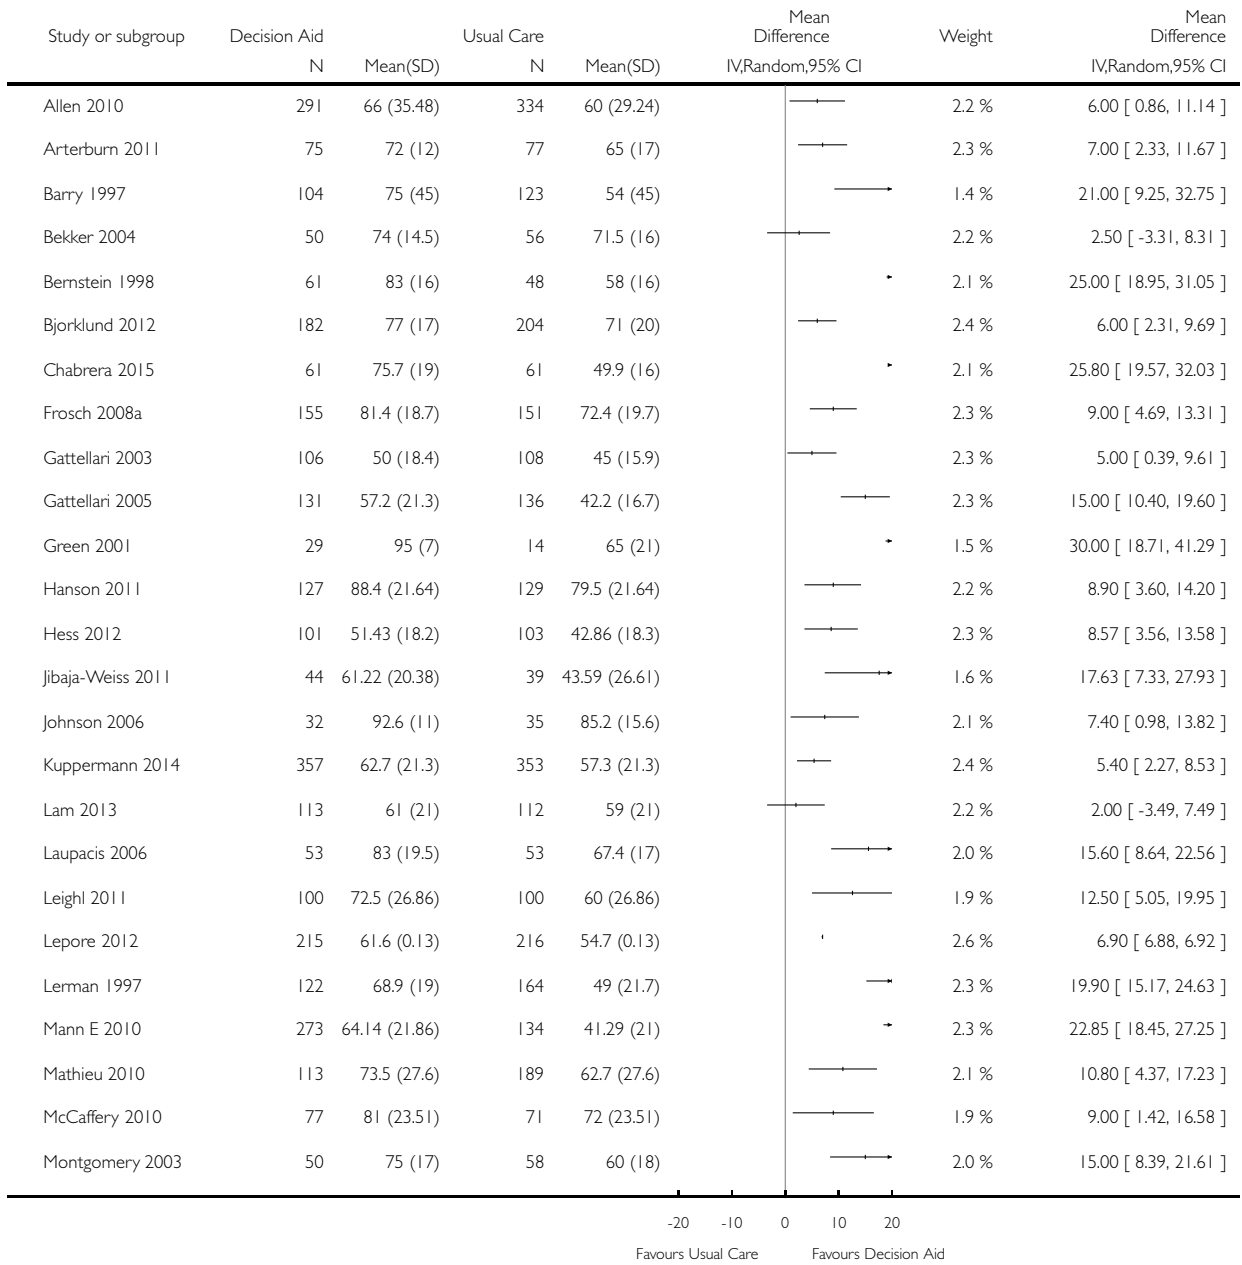 Mean Mean
Study or subgroup Decision Aid Usual Care Difference Weight Difference
N Mean(SD) N Mean(SD) IV,Random,95% CI IV,Random,95% CI
Allen 2010 291 66 (35.48) 334 60 (29.24) 2.2 % 6.00 [ 0.86, 11.14 ]
Arterburn 2011 75 72 (12) 77 65 (17) 2.3 % 7.00 [ 2.33, 11.67 ]
Barry 1997 104 75 (45) 123 54 (45) 1.4 % 21.00 [ 9.25, 32.75 ]
Bekker 2004 50 74 (14.5) 56 71.5 (16) 2.2 % 2.50 [ -3.31, 8.31 ]
Bernstein 1998 61 83 (16) 48 58 (16) 2.1 % 25.00 [ 18.95, 31.05 ]
Bjorklund 2012 182 77 (17) 204 71 (20) 2.4 % 6.00 [ 2.31, 9.69 ]
Chabrera 2015 61 75.7 (19) 61 49.9 (16) 2.1 % 25.80 [ 19.57, 32.03 ]
Frosch 2008a 155 81.4 (18.7) 151 72.4 (19.7) 2.3 % 9.00 [ 4.69, 13.31 ]
Gattellari 2003 106 50 (18.4) 108 45 (15.9) 2.3 % 5.00 [ 0.39, 9.61 ]
Gattellari 2005 131 57.2 (21.3) 136 42.2 (16.7) 2.3 % 15.00 [ 10.40, 19.60 ]
Green 2001 29 95 (7) 14 65 (21) 1.5 % 30.00 [ 18.71, 41.29 ]
Hanson 2011 127 88.4 (21.64) 129 79.5 (21.64) 2.2 % 8.90 [ 3.60, 14.20 ]
Hess 2012 101 51.43 (18.2) 103 42.86 (18.3) 2.3 % 8.57 [ 3.56, 13.58 ]
Jibaja-Weiss 2011 44 61.22 (20.38) 39 43.59 (26.61) 1.6 % 17.63 [ 7.33, 27.93 ]
Johnson 2006 32 92.6 (11) 35 85.2 (15.6) 2.1 % 7.40 [ 0.98, 13.82 ]
Kuppermann 2014 357 62.7 (21.3) 353 57.3 (21.3) 2.4 % 5.40 [ 2.27, 8.53 ]
Lam 2013 113 61 (21) 112 59 (21) 2.2 % 2.00 [ -3.49, 7.49 ]
Laupacis 2006 53 83 (19.5) 53 67.4 (17) 2.0 % 15.60 [ 8.64, 22.56 ]
Leighl 2011 100 72.5 (26.86) 100 60 (26.86) 1.9 % 12.50 [ 5.05, 19.95 ]
Lepore 2012 215 61.6 (0.13) 216 54.7 (0.13) 2.6 % 6.90 [ 6.88, 6.92 ]
Lerman 1997 122 68.9 (19) 164 49 (21.7) 2.3 % 19.90 [ 15.17, 24.63 ]
Mann E 2010 273 64.14 (21.86) 134 41.29 (21) 2.3 % 22.85 [ 18.45, 27.25 ]
Mathieu 2010 113 73.5 (27.6) 189 62.7 (27.6) 2.1 % 10.80 [ 4.37, 17.23 ]
McCaffery 2010 77 81 (23.51) 71 72 (23.51) 1.9 % 9.00 [ 1.42, 16.58 ]
Montgomery 2003 50 75 (17) 58 60 (18) 2.0 % 15.00 [ 8.39, 21.61 ]
-20 -10 0 10 20
Favours Usual Care Favours Decision Aid